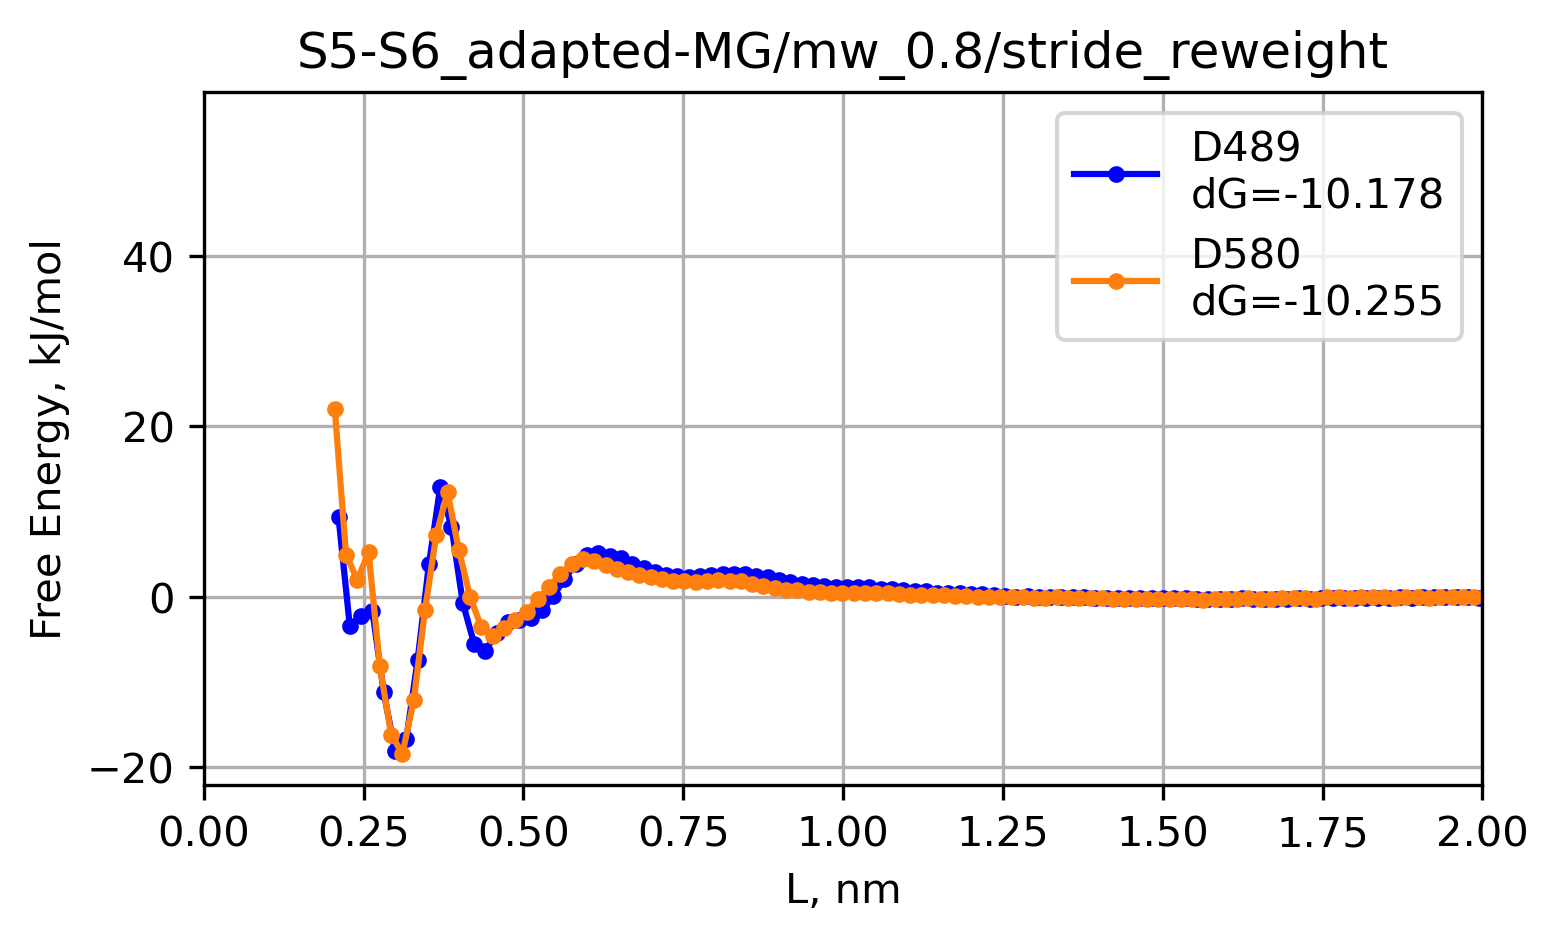 S5-S6_adapted-MG/mw_0.8/stride_reweight
D489
dG=-10.178
D580
dG=-10.255
Free Energy, kJ/mol
40
20
0
−20
0.00 0.25 0.50 0.75 1.00 1.25 1.50 1.75 2.00
L, nm